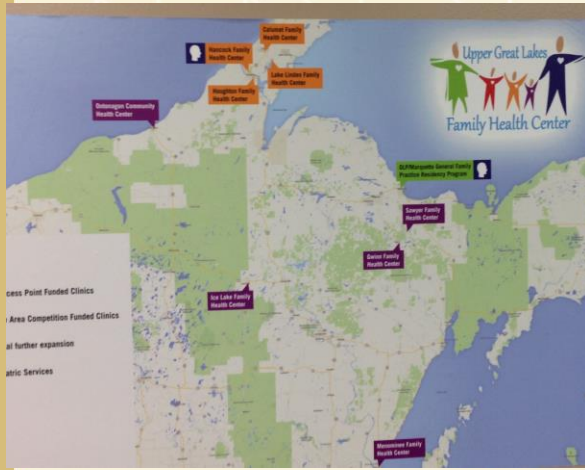 Calumet Family
Health Center
Hancock Family
Health Center
Lake Linden Family
Health Center
Houghton Family
Health Center
Upper Great Lakes
Family Health Center
Ontonagon Community
Health Center
DLP/Marquette General Family
Practice Residency Program
Sawyer Family
Health Center
Gwinn Family
Health Center
Ice Lake Family
Health Center
cess Point Funded Clinics
Area Competition Funded Clinics
al further expansion
atric Services
Menominee Family
Health Center